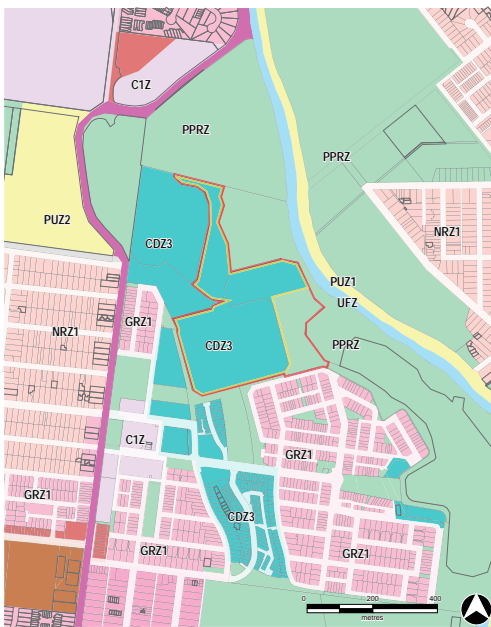 C1Z
PPRZ
PPRZ
PUZ2
NRZ1
CDZ3
PUZ1
UFZ
GRZ1
NRZ1
CDZ3
PPRZ
C1Z
GRZ1
GRZ1
CDZ3
GRZ1
GRZ1
0 200 400
metres